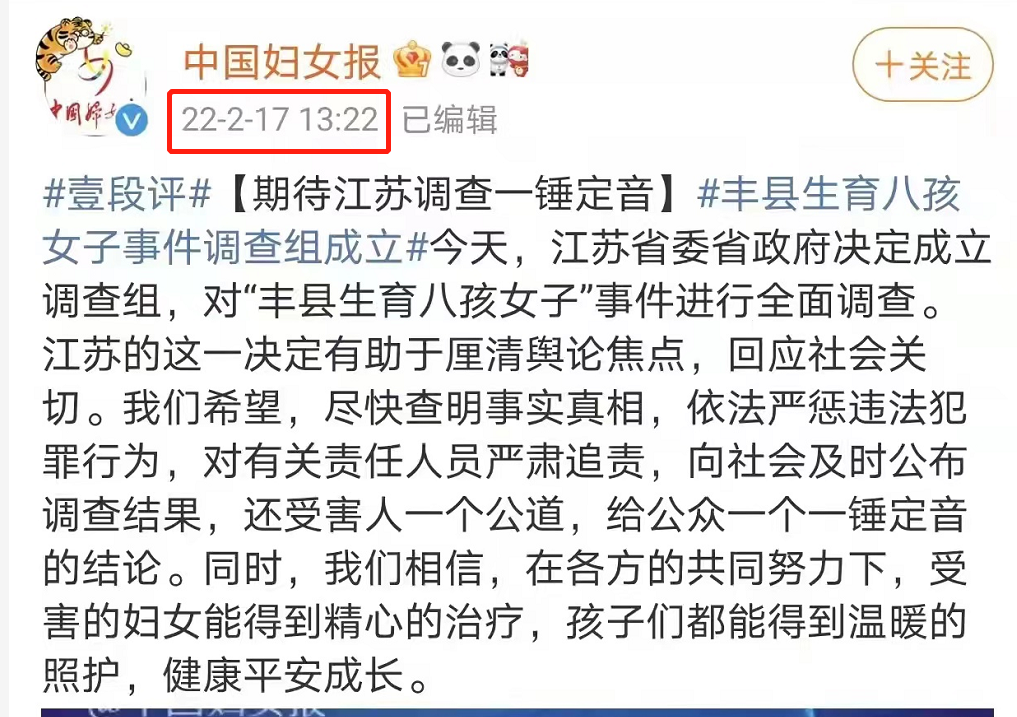 中国妇女报
中国妇女
22-2-17 13:22 已编辑
+关注
#壹段评#【期待江苏调查一锤定音】#丰县生育八孩
女子事件调查组成立#今天，江苏省委省政府决定成立
调查组，对“丰县生育八孩女子”事件进行全面调查。
江苏的这一决定有助于厘清舆论焦点，回应社会关
切。我们希望，尽快查明事实真相，依法严惩违法犯
罪行为，对有关责任人员严肃追责，向社会及时公布
调查结果，还受害人一个公道，给公众一个一锤定音
的结论。同时，我们相信，在各方的共同努力下，受
害的妇女能得到精心的治疗，孩子们都能得到温暖的
照护，健康平安成长。